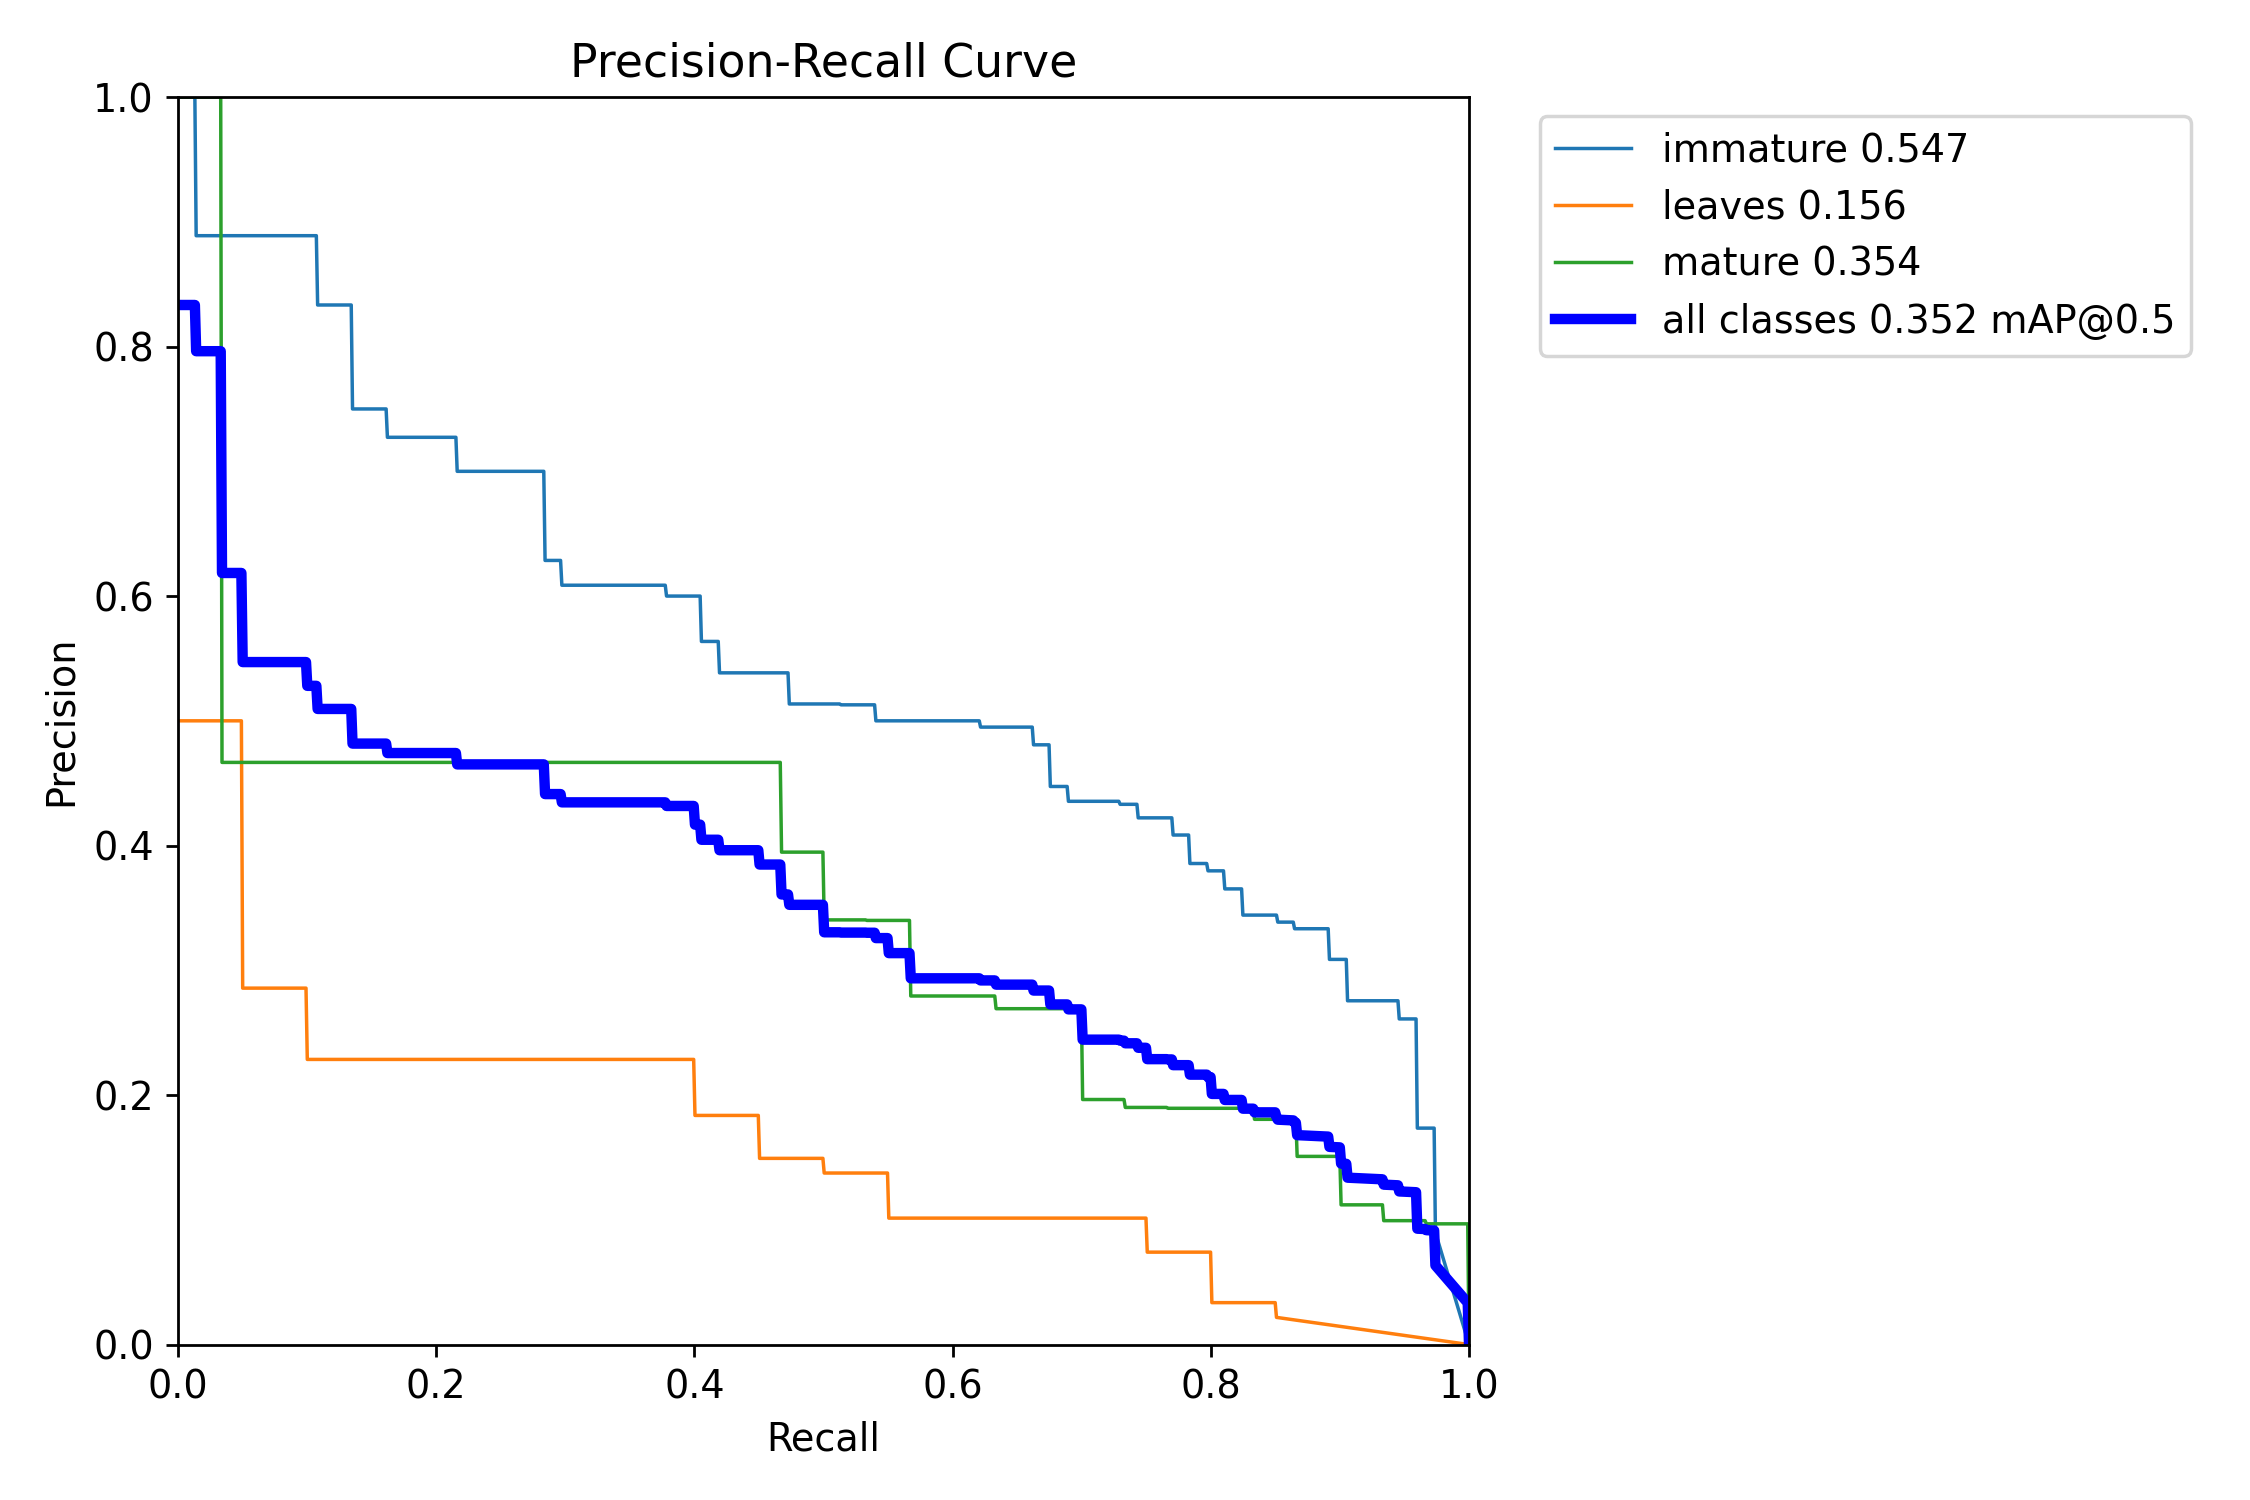 Precision-Recall Curve
1.0
0.8
0.6
0.4
0.2
0.0
Precision
0.0 0.2 0.4 0.6 0.8 1.0
Recall
immature 0.547
leaves 0.156
mature 0.354
all classes 0.352 mAP@0.5